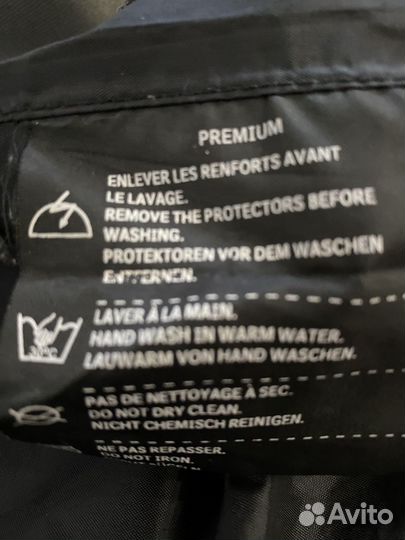 PREMIUM
ENLEVER LES RENFORTS AVANT
LE LAVAGE.
REMOVE THE PROTECTORS BEFORE
WASHING.
PROTEKTOREN VOR DEM WASCHEN
ENTFERNEN.
LAVER À LA MAIN.
HAND WASH IN WARM WATER.
LAUWARM VON HAND WASCHEN.
PAS DE NETTOYAGE À SEC.
DO NOT DRY CLEAN.
NICHT CHEMISCH REINIGEN.
NE PAS REPASSER.
DO NOT IRON.
Avito